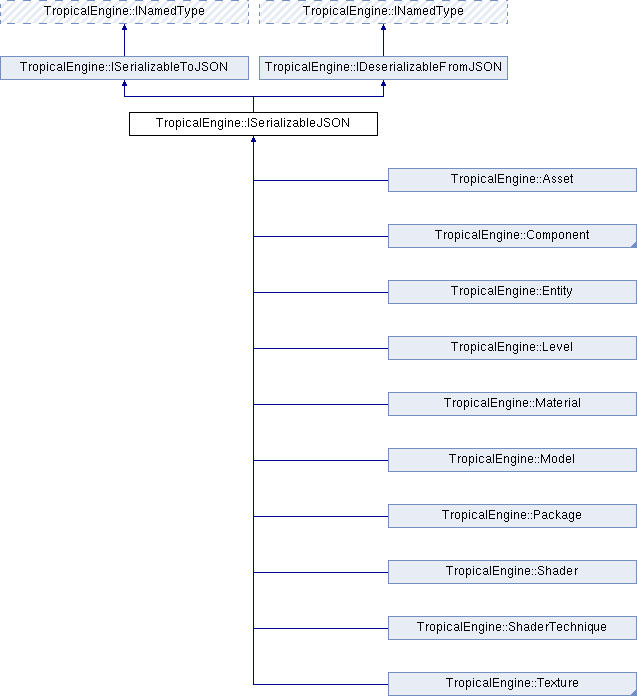 TropicalEngine::INamedType
TropicalEngine::INamedType
TropicalEngine::ISerializableToJSON
TropicalEngine::IDeserializableFromJSON
TropicalEngine::ISerializableJSON
TropicalEngine::Asset
TropicalEngine::Component
TropicalEngine::Entity
TropicalEngine::Level
TropicalEngine::Material
TropicalEngine::Model
TropicalEngine::Package
TropicalEngine::Shader
TropicalEngine::ShaderTechnique
TropicalEngine::Texture